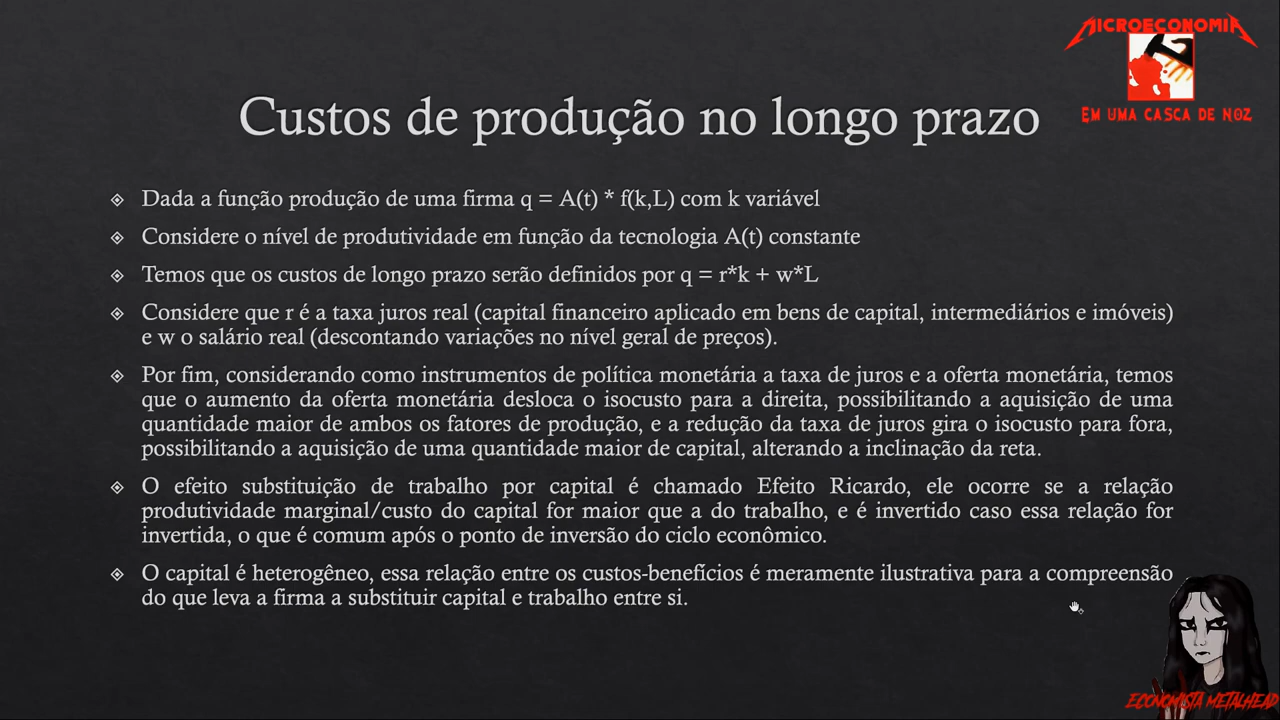 MICROECONOMIA
EM UMA CASCA DE NOZ
Custos de produção no longo prazo
Dada a função produção de uma firma q = A(t) * f(k,L) com k variável
Considere o nível de produtividade em função da tecnologia A(t) constante
Temos que os custos de longo prazo serão definidos por q = r*k + w*L
Considere que r é a taxa juros real (capital financeiro aplicado em bens de capital, intermediários e imóveis)
e w o salário real (descontando variações no nível geral de preços).
Por fim, considerando como instrumentos de política monetária a taxa de juros e a oferta monetária, temos
que o aumento da oferta monetária desloca o isocusto para a direita, possibilitando a aquisição de uma
quantidade maior de ambos os fatores de produção, e a redução da taxa de juros gira o isocusto para fora,
possibilitando a aquisição de uma quantidade maior de capital, alterando a inclinação da reta.
O efeito substituição de trabalho por capital é chamado Efeito Ricardo, ele ocorre se a relação
produtividade marginal/custo do capital for maior que a do trabalho, e é invertido caso essa relação for
invertida, o que é comum após o ponto de inversão do ciclo econômico.
O capital é heterogêneo, essa relação entre os custos-benefícios é meramente ilustrativa para a compreensão
do que leva a firma a substituir capital e trabalho entre si.
ECONOMISTA METALHEAD